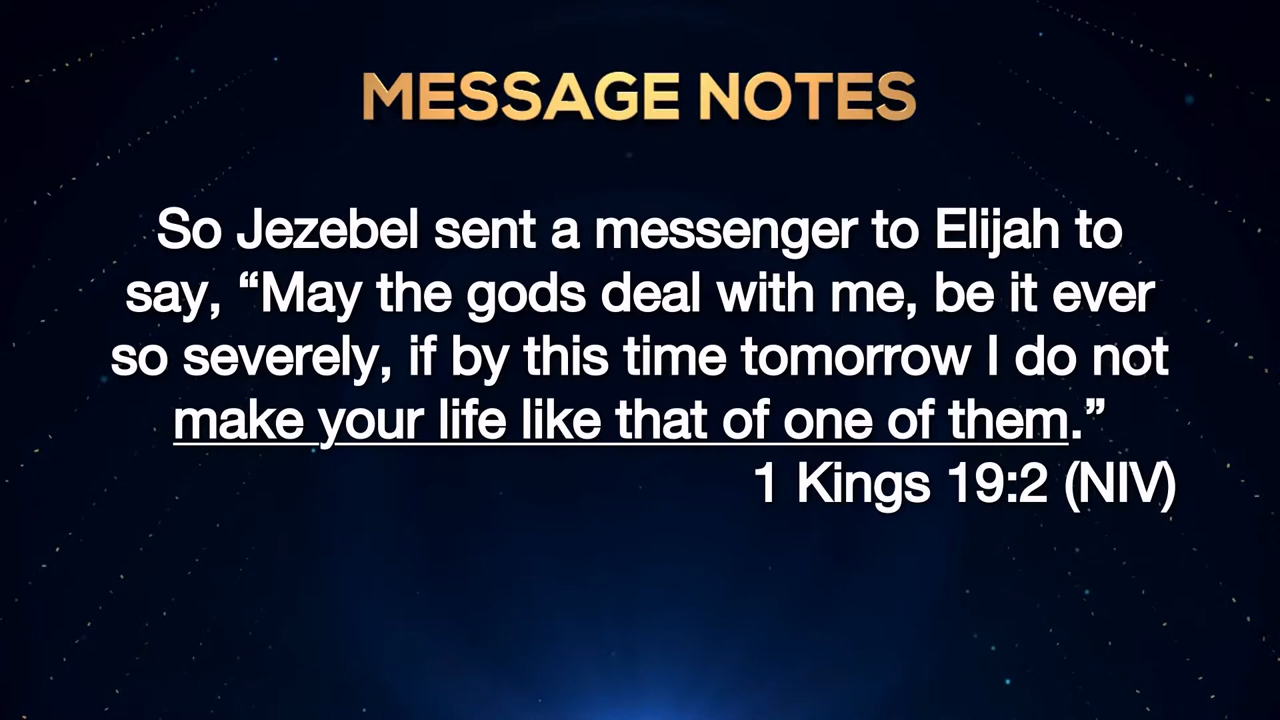 MESSAGE NOTES
So Jezebel sent a messenger to Elijah to
say, “May the gods deal with me, be it ever
so severely, if by this time tomorrow I do not
make your life like that of one of them.”
1 Kings 19:2 (NIV)